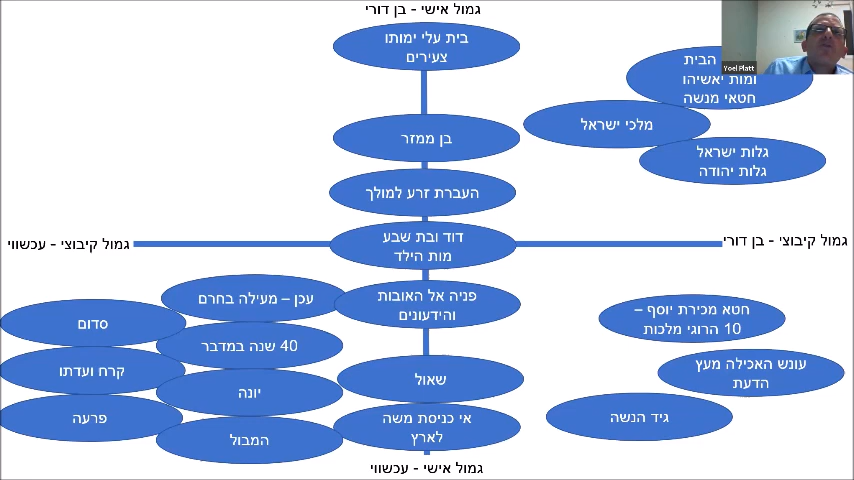 גמול אישי - בן דורי
בית עלי ימותו
צעירים
Yoel Platt
הבית
ומות יאשיהו
חטאי מנשה
מלכי ישראל
בן ממזר
גלות ישראל
גלות יהודה
העברת זרע למולך
דוד ובת שבע
מות הילד
גמול קיבוצי - בן דורי
גמול קיבוצי - עכשווי
פניה אל האובות
והידעונים
עכן – מעילה בחרם
סדום
חטא מכירת יוסף –
10 הרוגי מלכות
40 שנה במדבר
קרח ועדתו
עונש האכילה מעץ
הדעת
שאול
יונה
פרעה
גיד הנשה
אי כניסת משה
לארץ
המבול
גמול אישי - עכשווי